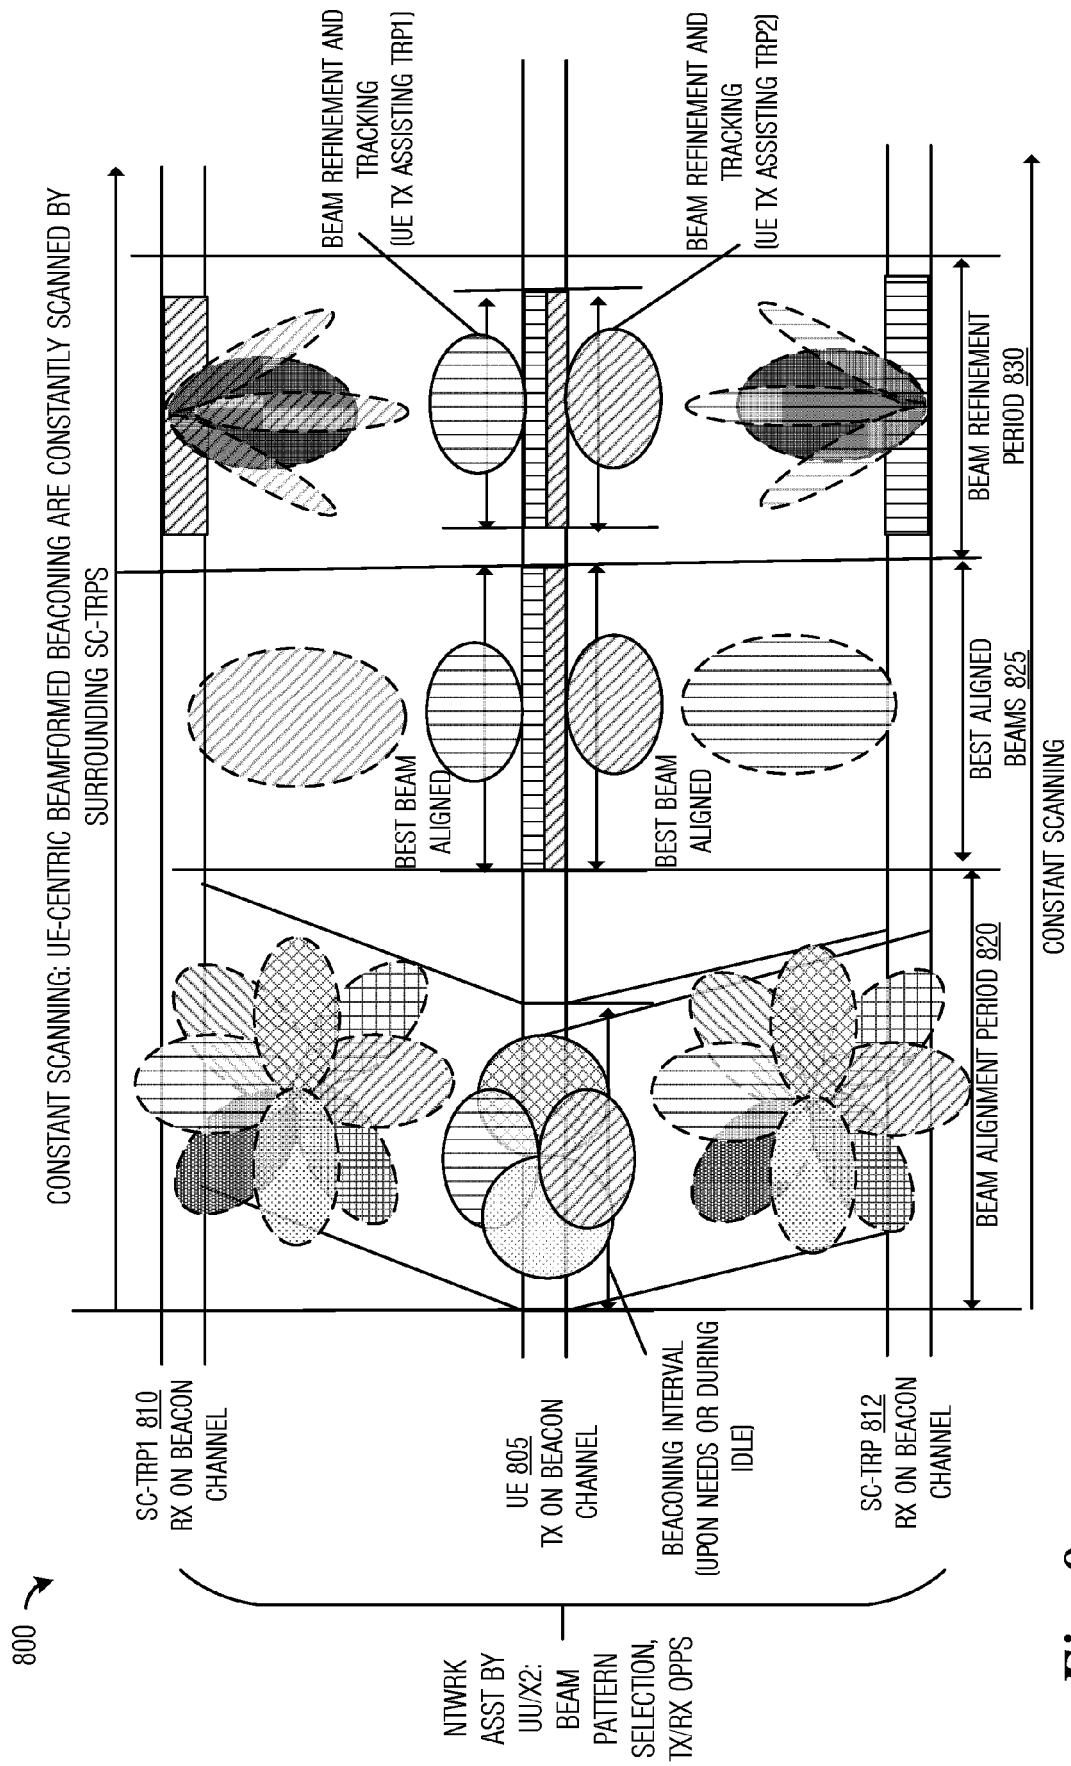 800
CONSTANT SCANNING: UE-CENTRIC BEAMFORMED BEACONING ARE CONSTANTLY SCANNED BY
SURROUNDING SC-TRPS
NTWRK
ASST BY
UU/X2:
BEAM
PATTERN
SELECTION,
TX/RX OPPS
SC-TRP1 810
RX ON BEACON
CHANNEL
UE 805
TX ON BEACON
CHANNEL
BEACONING INTERVAL
(UPON NEEDS OR DURING
IDLE)
SC-TRP 812
RX ON BEACON
CHANNEL
BEST BEAM
ALIGNED
BEST BEAM
ALIGNED
BEAM REFINEMENT AND
TRACKING
(UE TX ASSISTING TRP1)
BEAM REFINEMENT AND
TRACKING
(UE TX ASSISTING TRP2)
BEAM ALIGNMENT PERIOD 820
BEST ALIGNED
BEAMS 825
BEAM REFINEMENT
PERIOD 830
CONSTANT SCANNING